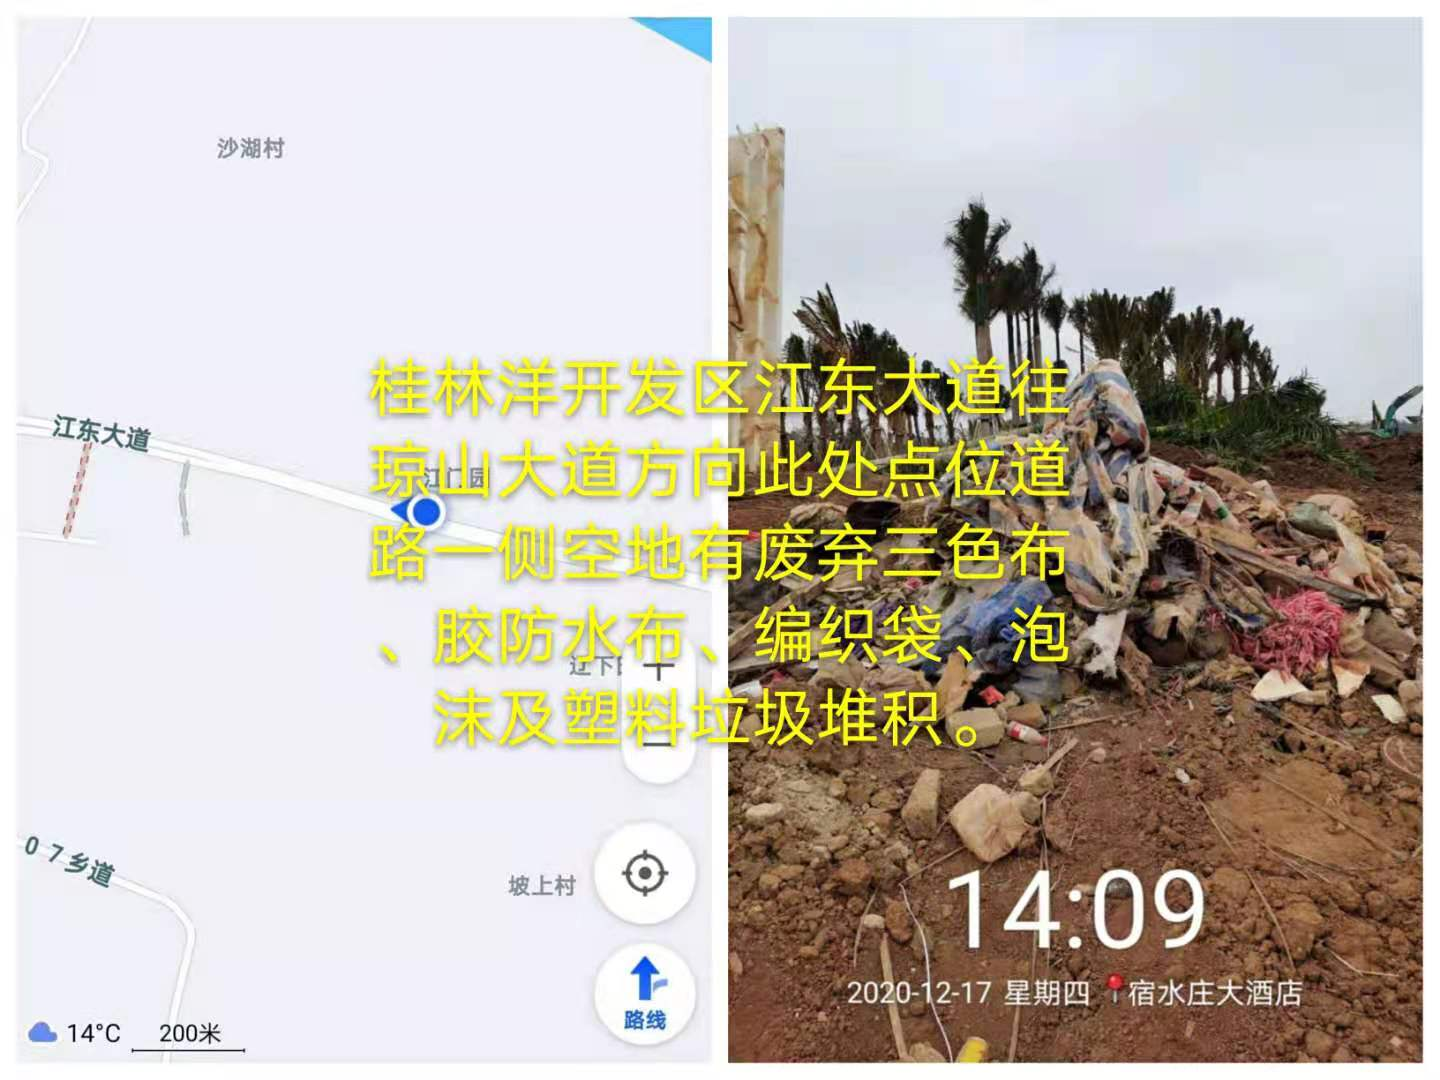 沙湖村
江东大道
江门园
桂林洋开发区江东大道往
琼山大道方向此处点位道
路一侧空地有废弃三色布
、胶防水布、编织袋、泡
沫及塑料垃圾堆积。
07乡道
坡上村
路线
14°C
200米
14:09
2020-12-17 星期四 宿水庄大酒店